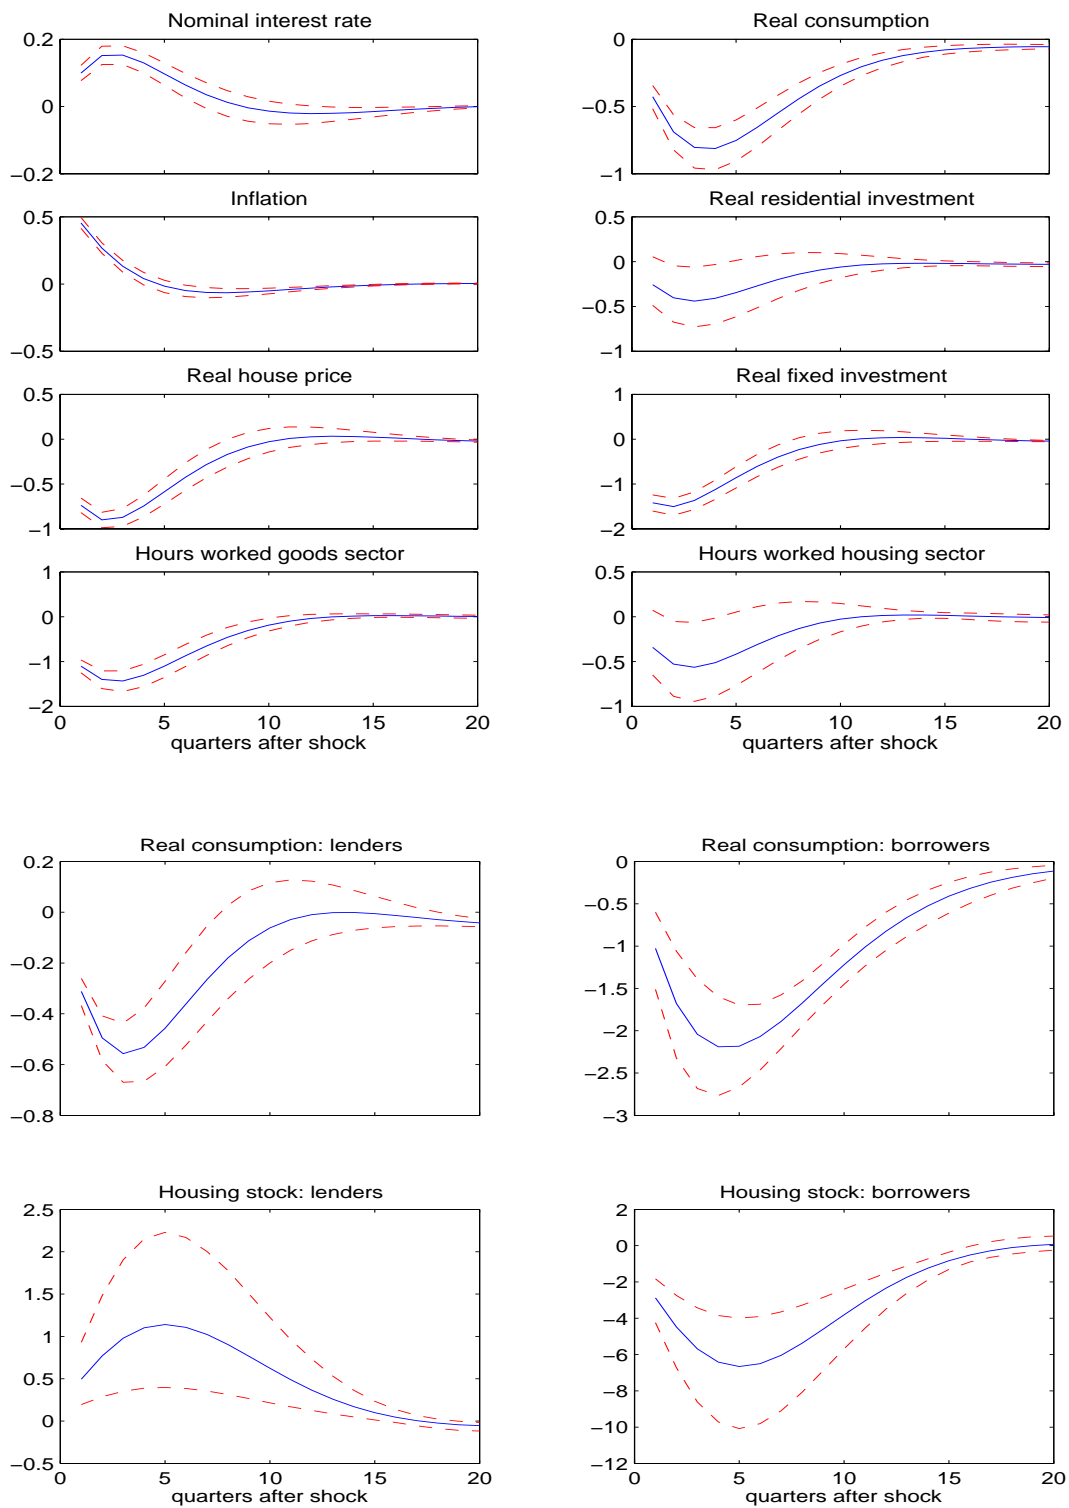 Nominal interest rate
0.2
0
−0.2
Real consumption
0
−0.5
−1
Inflation
0.5
0
−0.5
Real residential investment
0.5
0
−0.5
−1
Real house price
0.5
0
−0.5
−1
Real fixed investment
1
0
−1
−2
Hours worked goods sector
1
0
−1
−2
0 5 10 15 20
quarters after shock
Hours worked housing sector
0.5
0
−0.5
−1
0 5 10 15 20
quarters after shock
Real consumption: lenders
0.2
0
−0.2
−0.4
−0.6
−0.8
Real consumption: borrowers
0
−0.5
−1
−1.5
−2
−2.5
−3
Housing stock: lenders
2.5
2
1.5
1
0.5
0
−0.5
0 5 10 15 20
quarters after shock
Housing stock: borrowers
2
0
−2
−4
−6
−8
−10
−12
0 5 10 15 20
quarters after shock